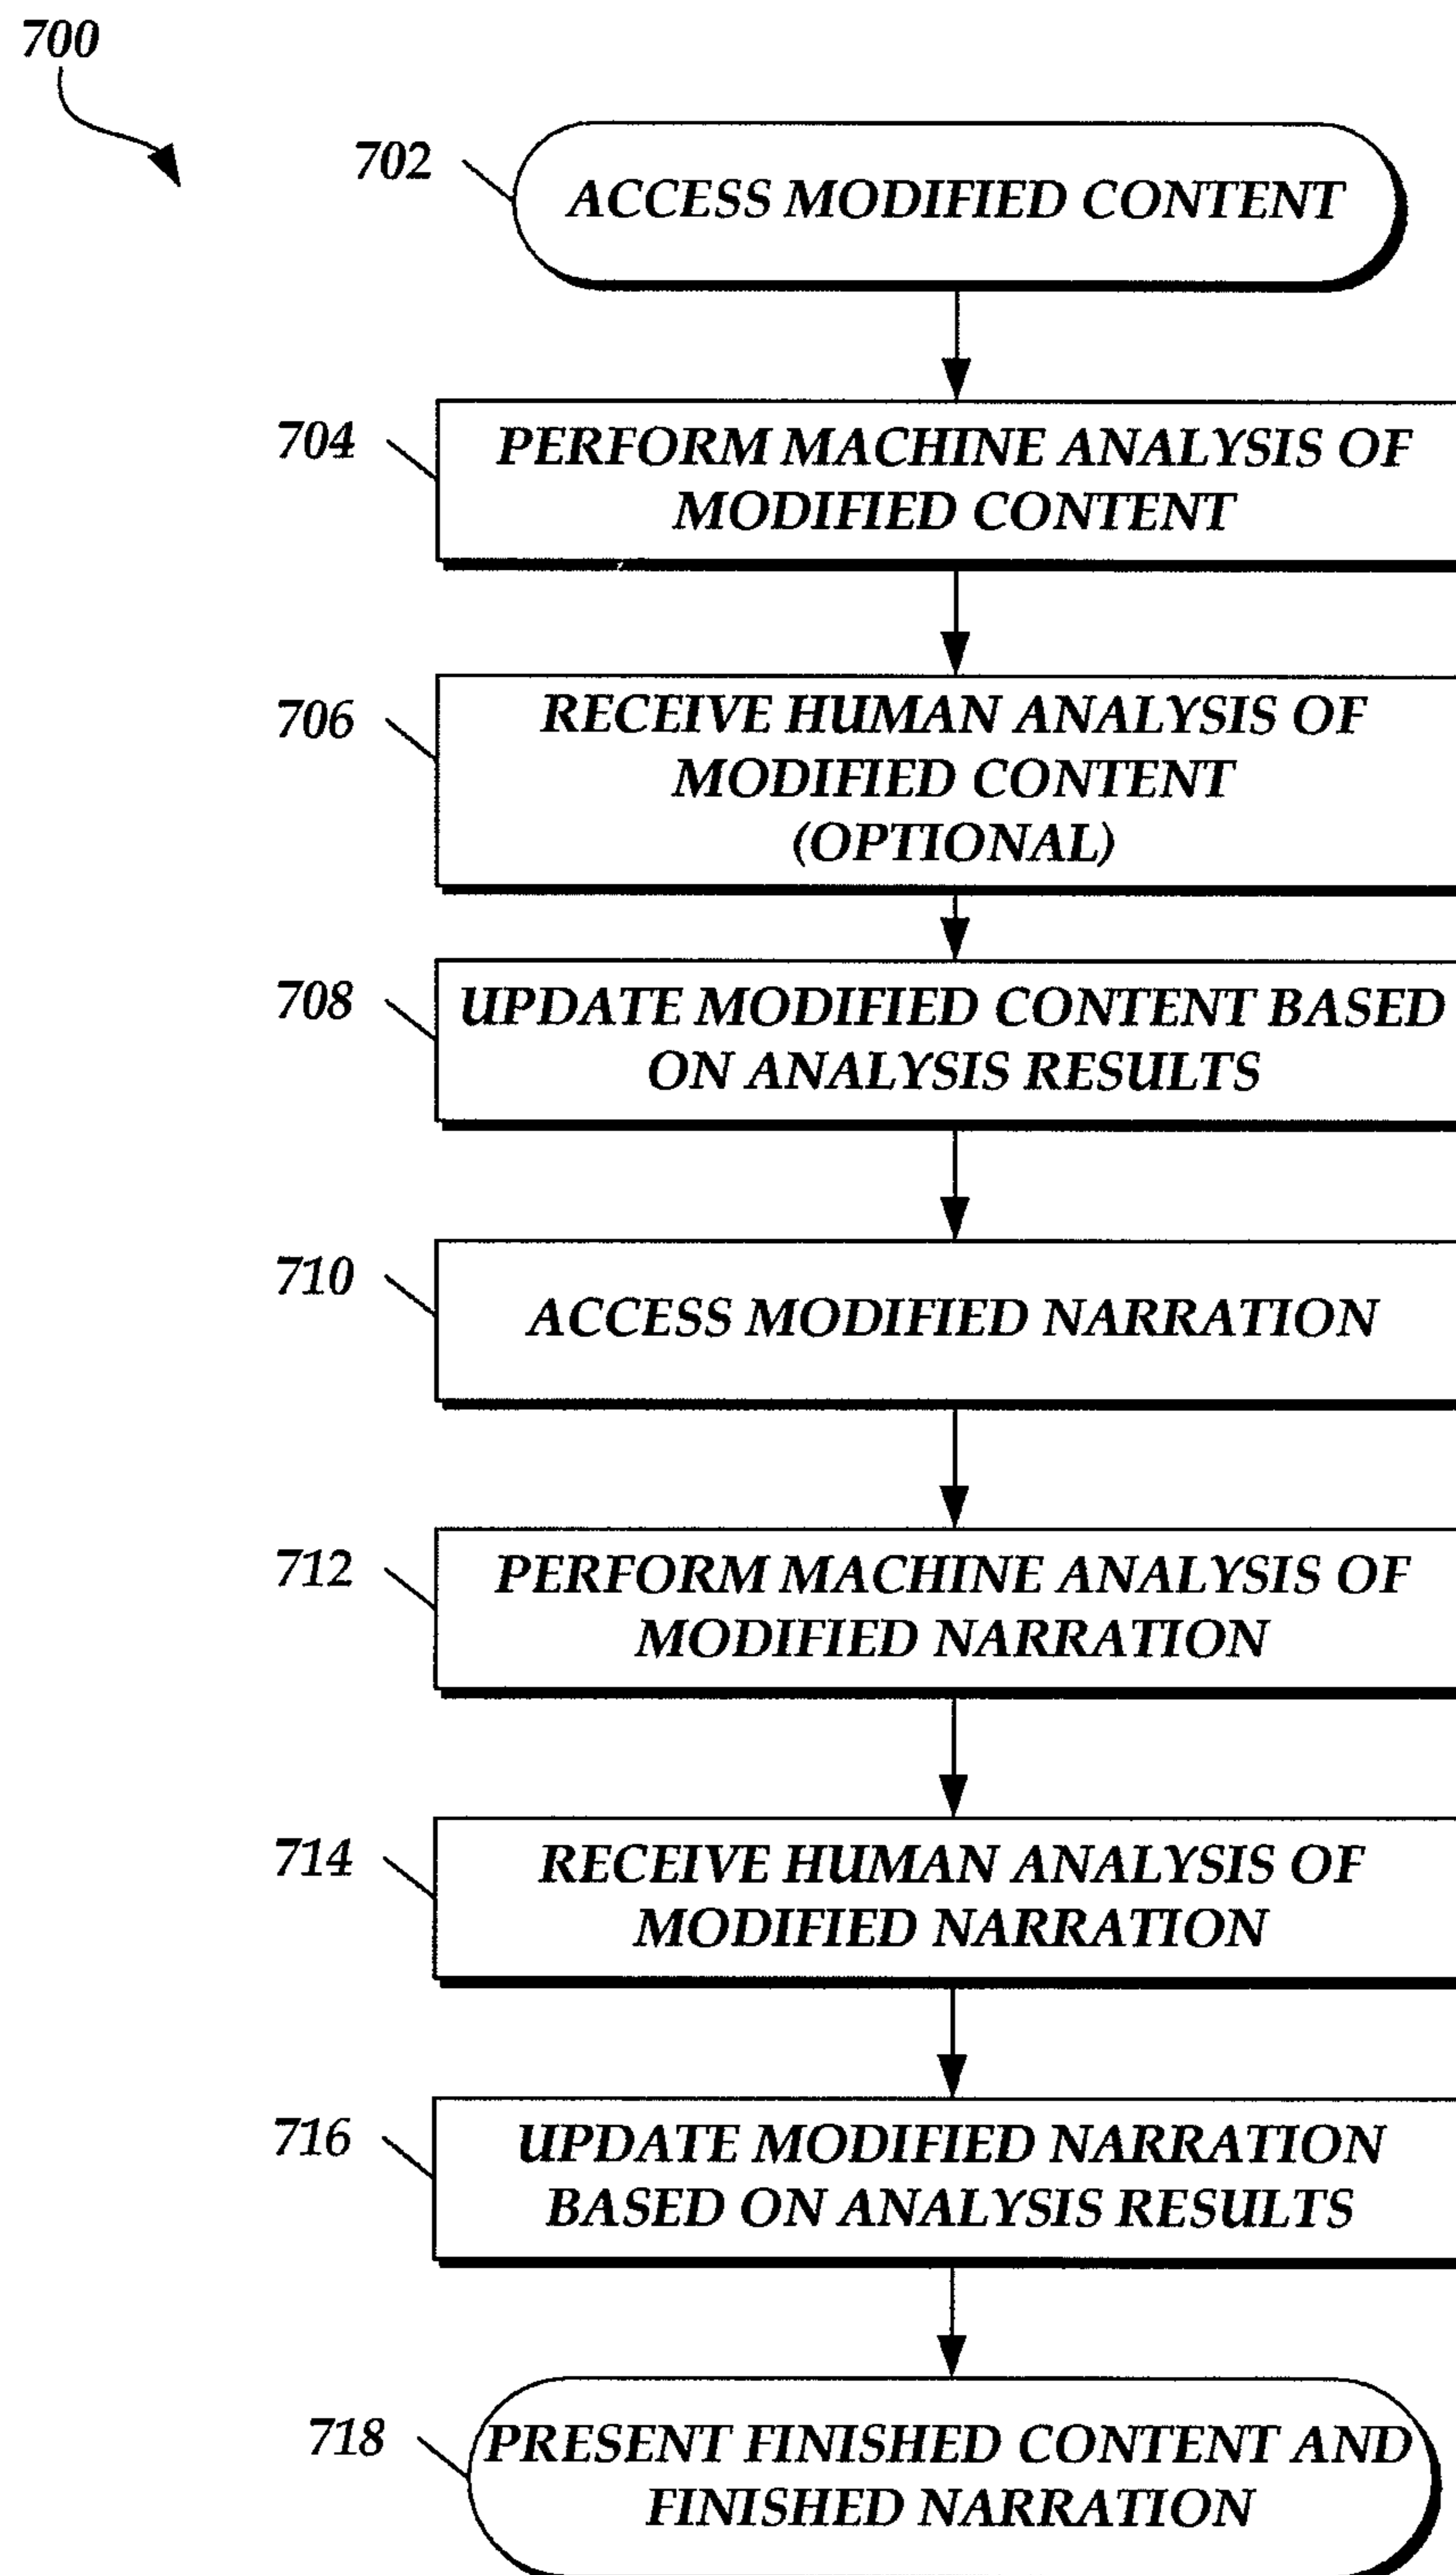 700
702
ACCESS MODIFIED CONTENT
704
PERFORM MACHINE ANALYSIS OF
MODIFIED CONTENT
706
RECEIVE HUMAN ANALYSIS OF
MODIFIED CONTENT
(OPTIONAL)
708
UPDATE MODIFIED CONTENT BASED
ON ANALYSIS RESULTS
710
ACCESS MODIFIED NARRATION
712
PERFORM MACHINE ANALYSIS OF
MODIFIED NARRATION
714
RECEIVE HUMAN ANALYSIS OF
MODIFIED NARRATION
716
UPDATE MODIFIED NARRATION
BASED ON ANALYSIS RESULTS
718
PRESENT FINISHED CONTENT AND
FINISHED NARRATION